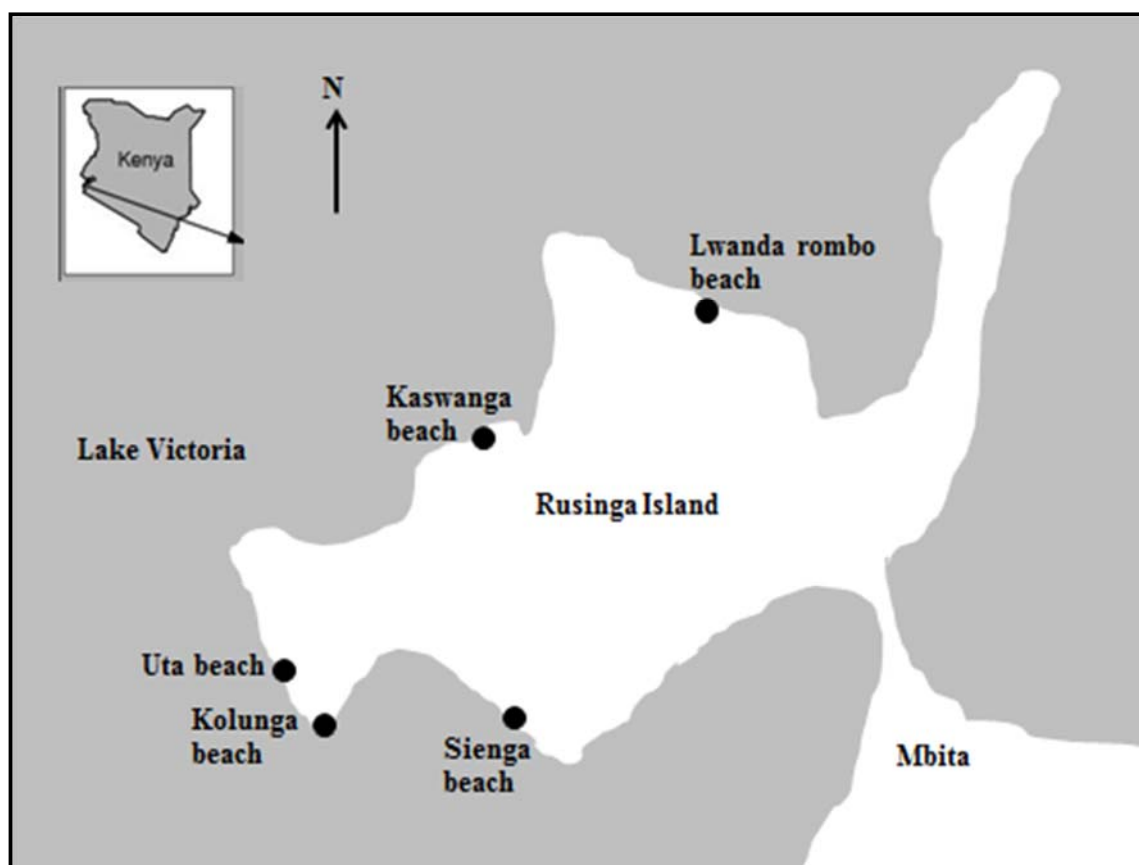 Kenya
N
Lwanda rombo
beach
Kaswanga
beach
Lake Victoria
Rusinga Island
Uta beach
Kolunga
beach
Sienga
beach
Mbita